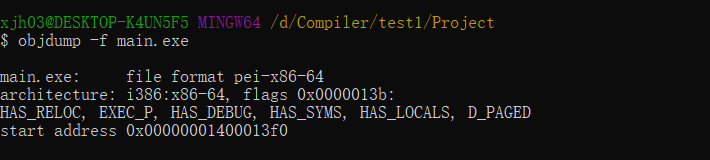 xjh03@DESKTOP-K4UN5F5 MINGW64 /d/Compiler/test1/Project
$ objdump -f main.exe
main.exe:     file format pei-x86-64
architecture: i386:x86-64, flags 0x0000013b:
HAS_RELOC, EXEC_P, HAS_DEBUG, HAS_SYMS, HAS_LOCALS, D_PAGED
start address 0x00000001400013f0